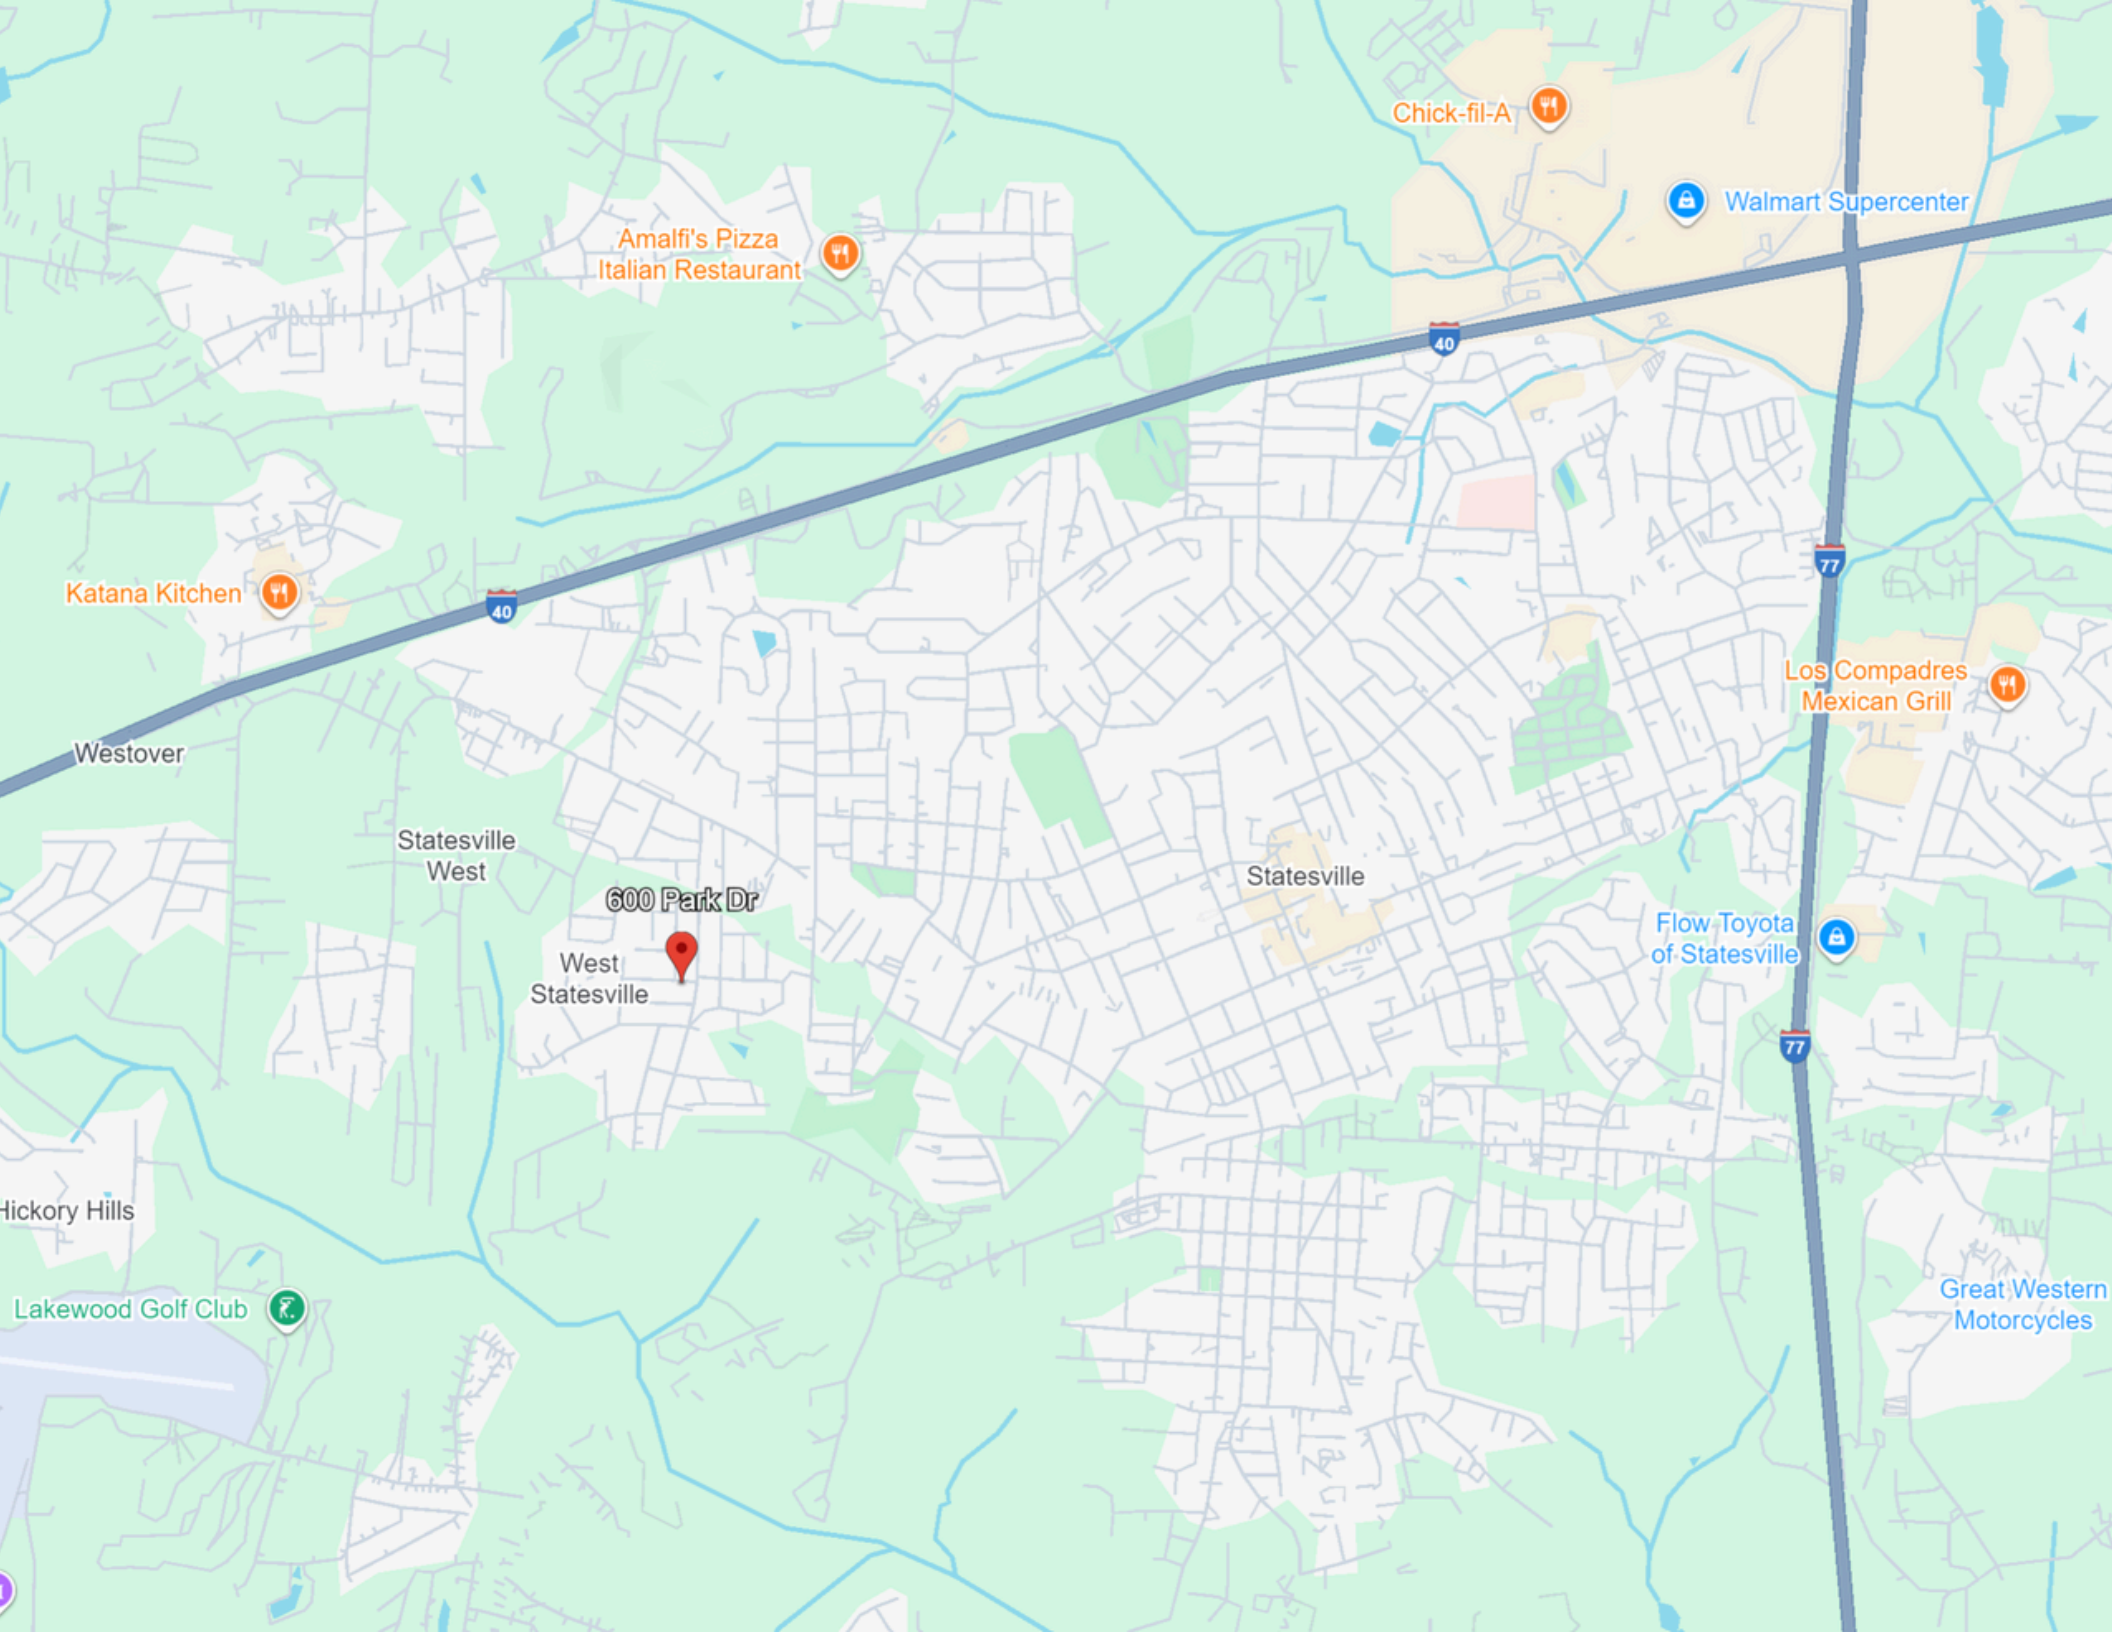 Chick-fil-A
Walmart Supercenter
Amalfi's Pizza
Italian Restaurant
40
77
Katana Kitchen
40
Los Compadres
Mexican Grill
Westover
Statesville
West
Statesville
600 Park Dr
Flow Toyota
of Statesville
West
Statesville
77
Hickory Hills
Great Western
Motorcycles
Lakewood Golf Club